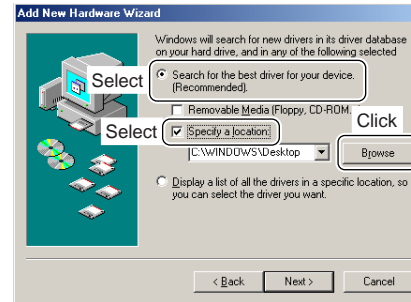 Add New Hardware Wizard
Windows will search for new drivers in its driver database
on your hard drive, and in any of the following selected
Select
Search for the best driver for your device.
(Recommended).
Removable Media (Floppy, CD-ROM
Click
Select
Specify a location:
C:\WINDOWS\Desktop
Browse
Display a list of all the drivers in a specific location, so
you can select the driver you want.
< Back
Next >
Cancel